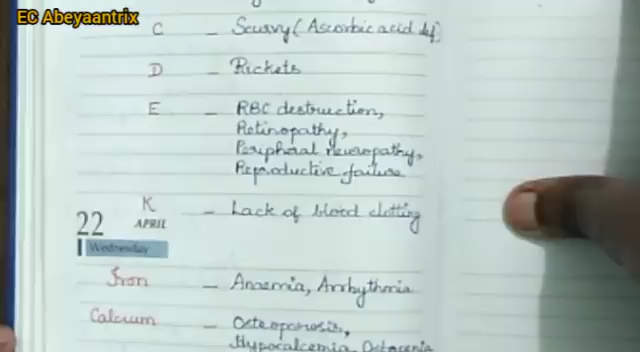 EC Abeyaantrix
C – Scurvy (Ascorbic acid def)
D – Rickets
E – RBC destruction,
Retinopathy,
Peripheral neuropathy,
Reproductive failure
K – Lack of blood clotting
22 APRIL
Wednesday
Iron – Anaemia, Arrhythmia
Calcium – Osteoporosis,
Hypocalcemia, Osteopenia